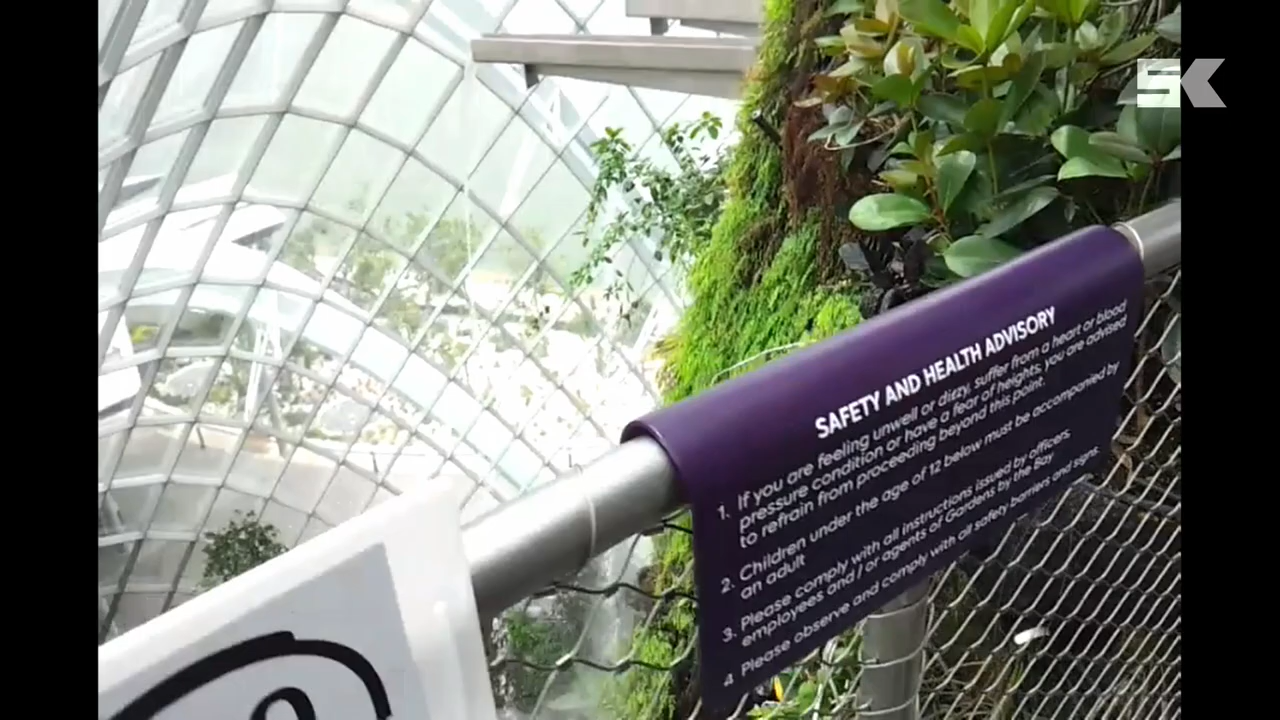 SK
SAFETY AND HEALTH ADVISORY
1. If you are feeling unwell or dizzy, suffer from a heart or blood
pressure condition or have a fear of heights, you are advised
to refrain from proceeding beyond this point.
2. Children under the age of 12 below must be accompanied by
an adult
3. Please comply with all instructions issued by officers,
employees and / or agents of Gardens by the Bay
4 Please observe and comply with all safety barriers and signs.